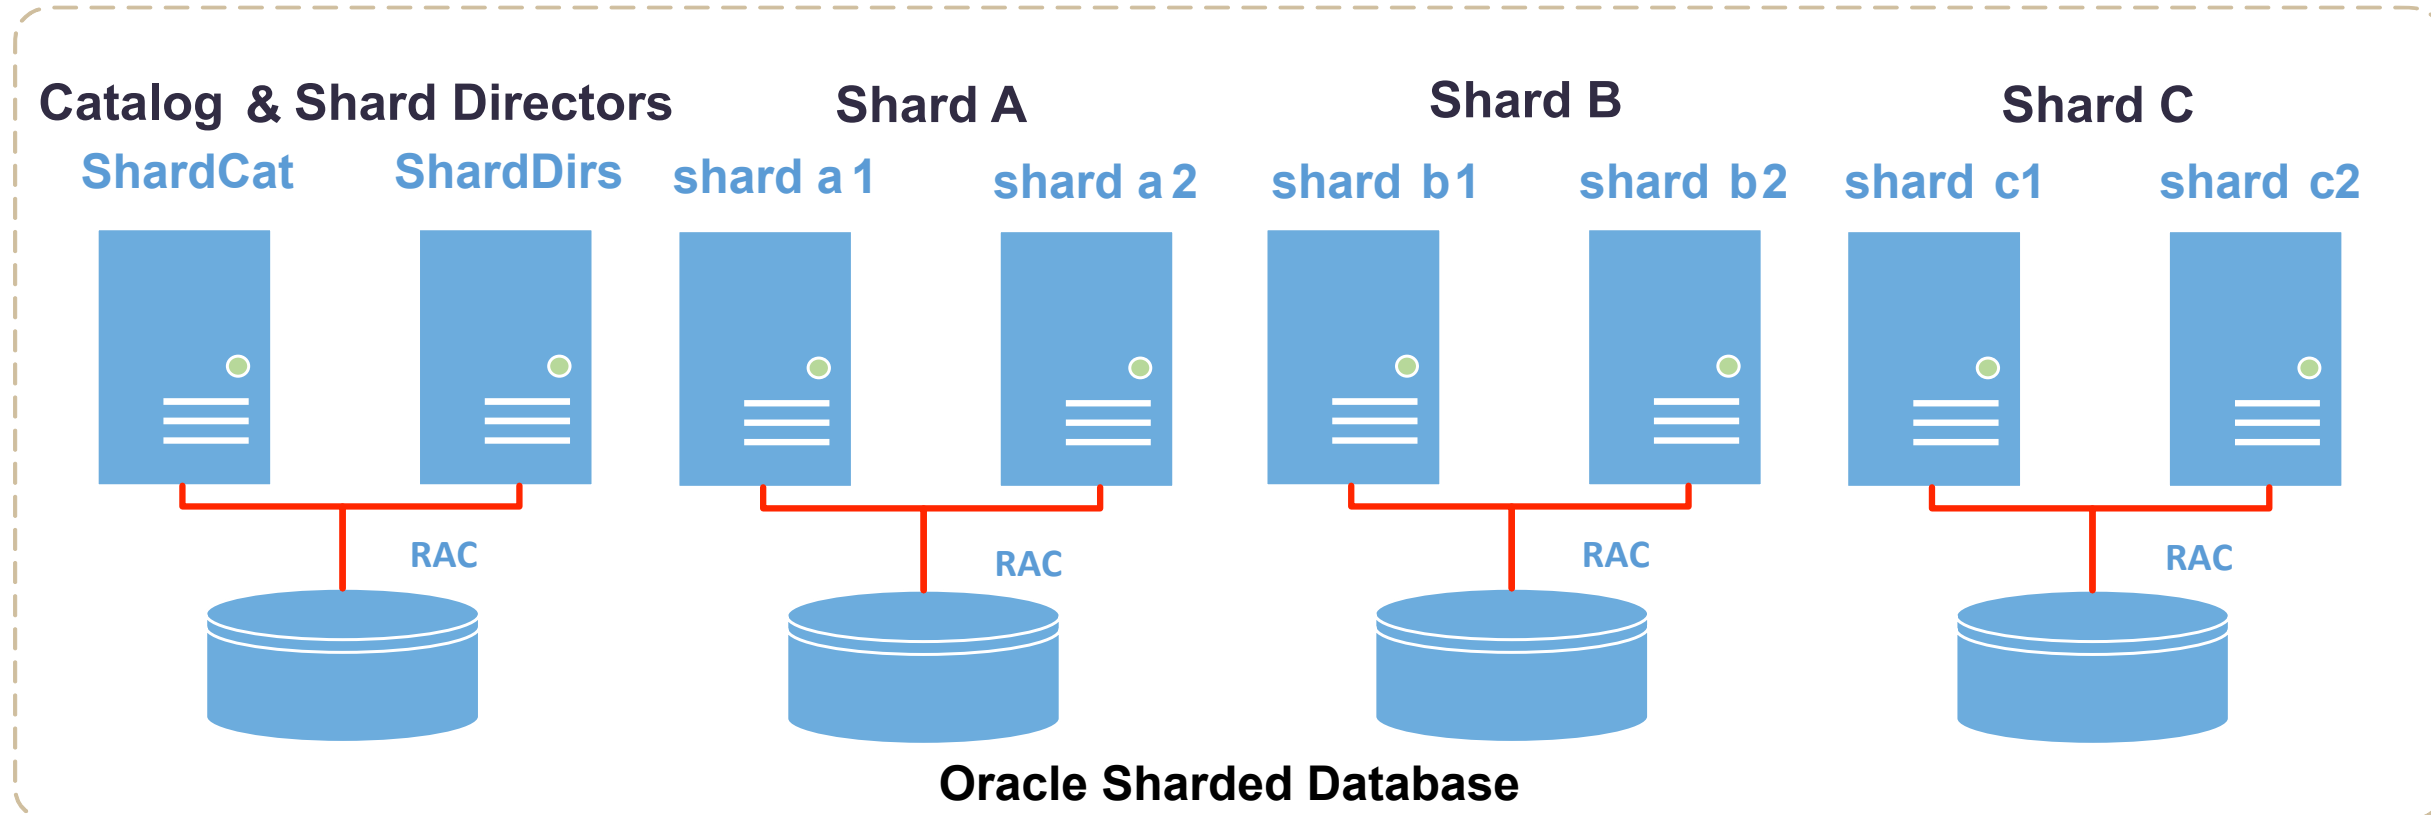 Catalog & Shard Directors
Shard A
Shard B
Shard C
ShardCat
ShardDirs
shard a 1
shard a 2
shard b1
shard b2
shard c1
shard c2
RAC
RAC
RAC
RAC
Oracle Sharded Database